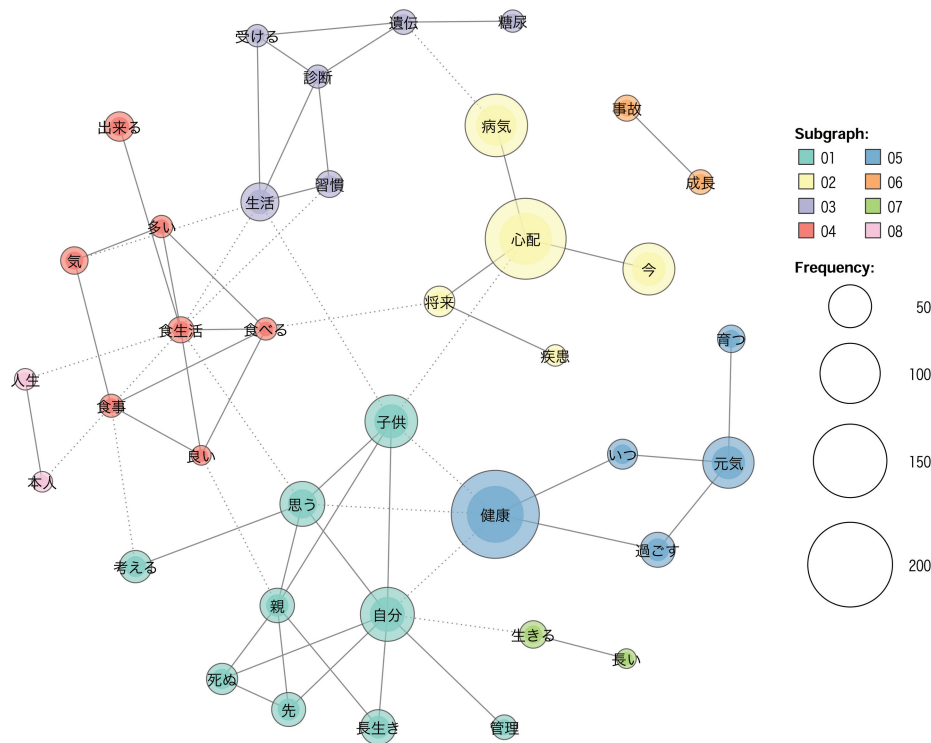 遺伝
糖尿
受ける
診断
事故
病気
出来る
Subgraph:
01 05
02 06
03 07
04 08
習慣
成長
生活
多い
心配
気
今
Frequency:
将来
50
食生活
食べる
育つ
疾患
100
人生
食事
子供
いつ
良い
元気
150
本人
思う
健康
過ごす
考える
200
親
自分
生きる
長い
死ぬ
先
長生き
管理